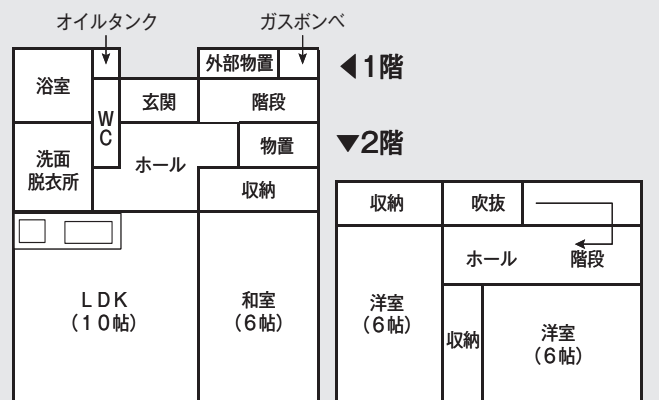 オイルタンク
ガスボンベ
浴室
外部物置
◀1階
玄関
階段
WC
▼2階
洗面
脱衣所
ホール
物置
収納
収納
吹抜
ホール
階段
LDK
（10帖）
和室
（6帖）
洋室
（6帖）
収納
洋室
（6帖）